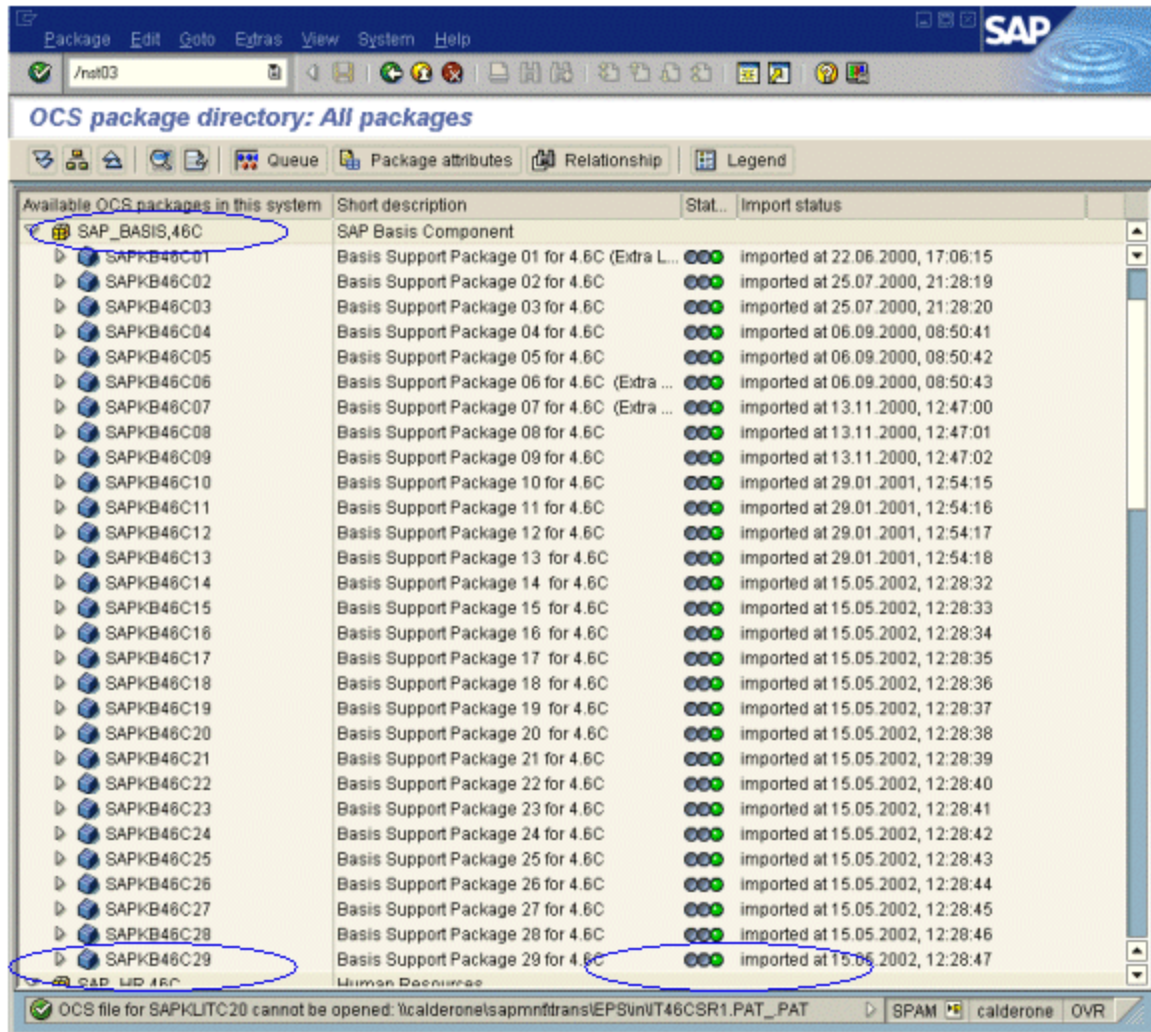 Package Edit Goto Extras View System Help
SAP
/nst03
OCS package directory: All packages
Queue Package attributes Relationship Legend
Available OCS packages in this system Short description Stat... Import status
SAP_BASIS,46C SAP Basis Component
SAPKB46C01 Basis Support Package 01 for 4.6C (Extra L... imported at 22.06.2000, 17:06:15
SAPKB46C02 Basis Support Package 02 for 4.6C imported at 25.07.2000, 21:28:19
SAPKB46C03 Basis Support Package 03 for 4.6C imported at 25.07.2000, 21:28:20
SAPKB46C04 Basis Support Package 04 for 4.6C imported at 06.09.2000, 08:50:41
SAPKB46C05 Basis Support Package 05 for 4.6C imported at 06.09.2000, 08:50:42
SAPKB46C06 Basis Support Package 06 for 4.6C (Extra ... imported at 06.09.2000, 08:50:43
SAPKB46C07 Basis Support Package 07 for 4.6C (Extra ... imported at 13.11.2000, 12:47:00
SAPKB46C08 Basis Support Package 08 for 4.6C imported at 13.11.2000, 12:47:01
SAPKB46C09 Basis Support Package 09 for 4.6C imported at 13.11.2000, 12:47:02
SAPKB46C10 Basis Support Package 10 for 4.6C imported at 29.01.2001, 12:54:15
SAPKB46C11 Basis Support Package 11 for 4.6C imported at 29.01.2001, 12:54:16
SAPKB46C12 Basis Support Package 12 for 4.6C imported at 29.01.2001, 12:54:17
SAPKB46C13 Basis Support Package 13 for 4.6C imported at 29.01.2001, 12:54:18
SAPKB46C14 Basis Support Package 14 for 4.6C imported at 15.05.2002, 12:28:32
SAPKB46C15 Basis Support Package 15 for 4.6C imported at 15.05.2002, 12:28:33
SAPKB46C16 Basis Support Package 16 for 4.6C imported at 15.05.2002, 12:28:34
SAPKB46C17 Basis Support Package 17 for 4.6C imported at 15.05.2002, 12:28:35
SAPKB46C18 Basis Support Package 18 for 4.6C imported at 15.05.2002, 12:28:36
SAPKB46C19 Basis Support Package 19 for 4.6C imported at 15.05.2002, 12:28:37
SAPKB46C20 Basis Support Package 20 for 4.6C imported at 15.05.2002, 12:28:38
SAPKB46C21 Basis Support Package 21 for 4.6C imported at 15.05.2002, 12:28:39
SAPKB46C22 Basis Support Package 22 for 4.6C imported at 15.05.2002, 12:28:40
SAPKB46C23 Basis Support Package 23 for 4.6C imported at 15.05.2002, 12:28:41
SAPKB46C24 Basis Support Package 24 for 4.6C imported at 15.05.2002, 12:28:42
SAPKB46C25 Basis Support Package 25 for 4.6C imported at 15.05.2002, 12:28:43
SAPKB46C26 Basis Support Package 26 for 4.6C imported at 15.05.2002, 12:28:44
SAPKB46C27 Basis Support Package 27 for 4.6C imported at 15.05.2002, 12:28:45
SAPKB46C28 Basis Support Package 28 for 4.6C imported at 15.05.2002, 12:28:46
SAPKB46C29 Basis Support Package 29 for 4.6C imported at 15.05.2002, 12:28:47
SAP_HR,46C Human Resources
OCS file for SAPKLITC20 cannot be opened: \\calderone\sapmnt\trans\EPS\in\IT46CSR1.PAT_.PAT SPAM calderone OVR